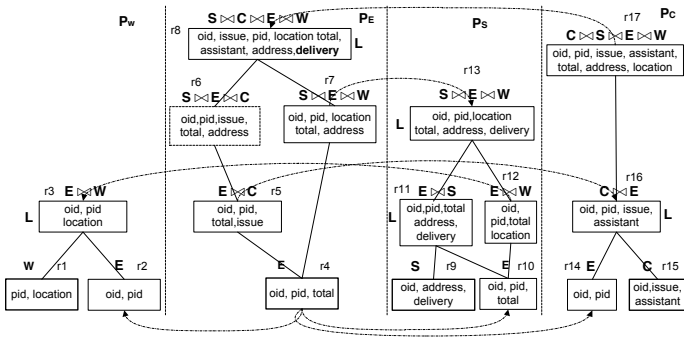 Pw
PE
Ps
Pc
r8
S⋈C⋈E⋈W
oid, issue, pid, location total,
assistant, address,delivery
L
r17
C⋈S⋈E⋈W
oid, pid, issue, assistant,
total, address, location
r6
S⋈E⋈C
oid,pid,issue,
total, address
r7
S⋈E⋈W
oid, pid, location
total, address
r13
S⋈E⋈W
L
oid, pid,location
total, address, delivery
r3
E⋈W
L
oid, pid
location
E⋈C
r5
oid, pid,
total,issue
r11
E⋈S
L
oid,pid,total
address,
delivery
r12
E⋈W
oid,
pid,total
location
r16
C⋈E
L
oid, pid, issue,
assistant
W
r1
pid, location
E
r2
oid, pid
E
r4
oid, pid, total
S
r9
oid, address,
delivery
E
r10
oid, pid,
total
r14
E
oid, pid
C
r15
oid,issue,
assistant